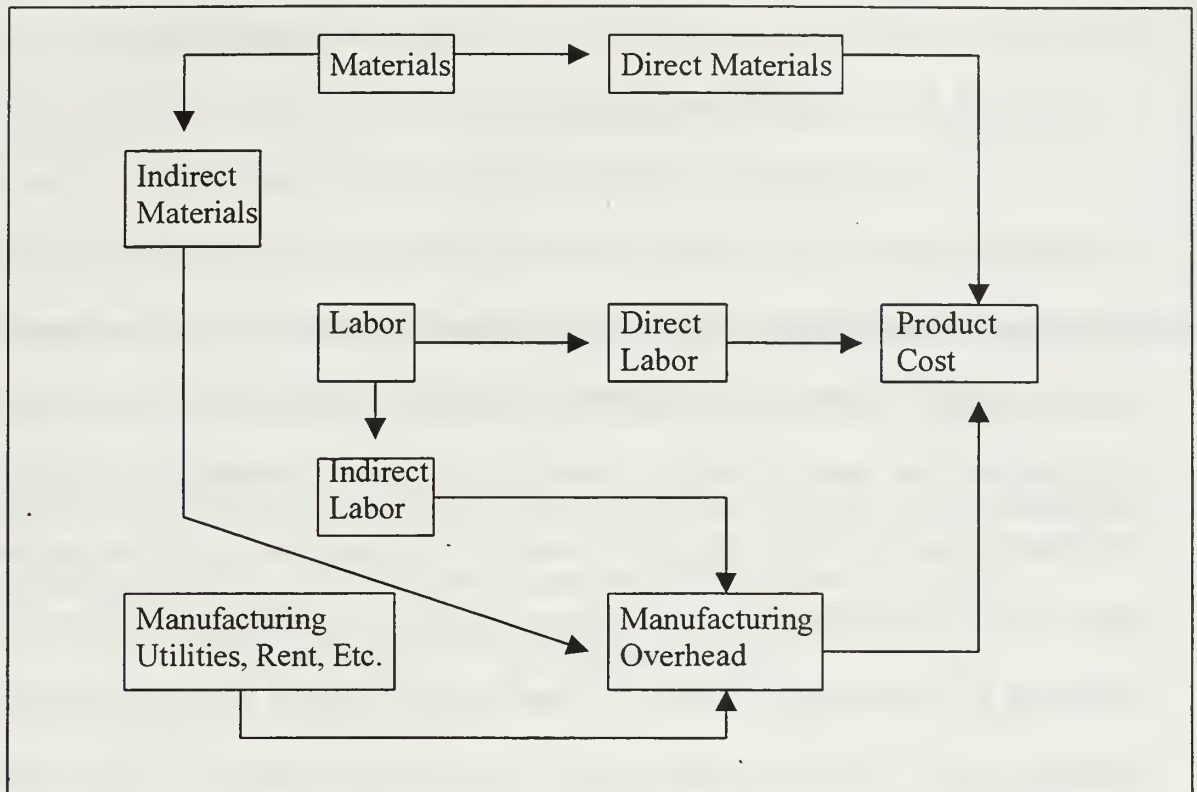 Materials
Direct Materials
Indirect
Materials
Labor
Direct
Labor
Product
Cost
Indirect
Labor
Manufacturing
Utilities, Rent, Etc.
Manufacturing
Overhead